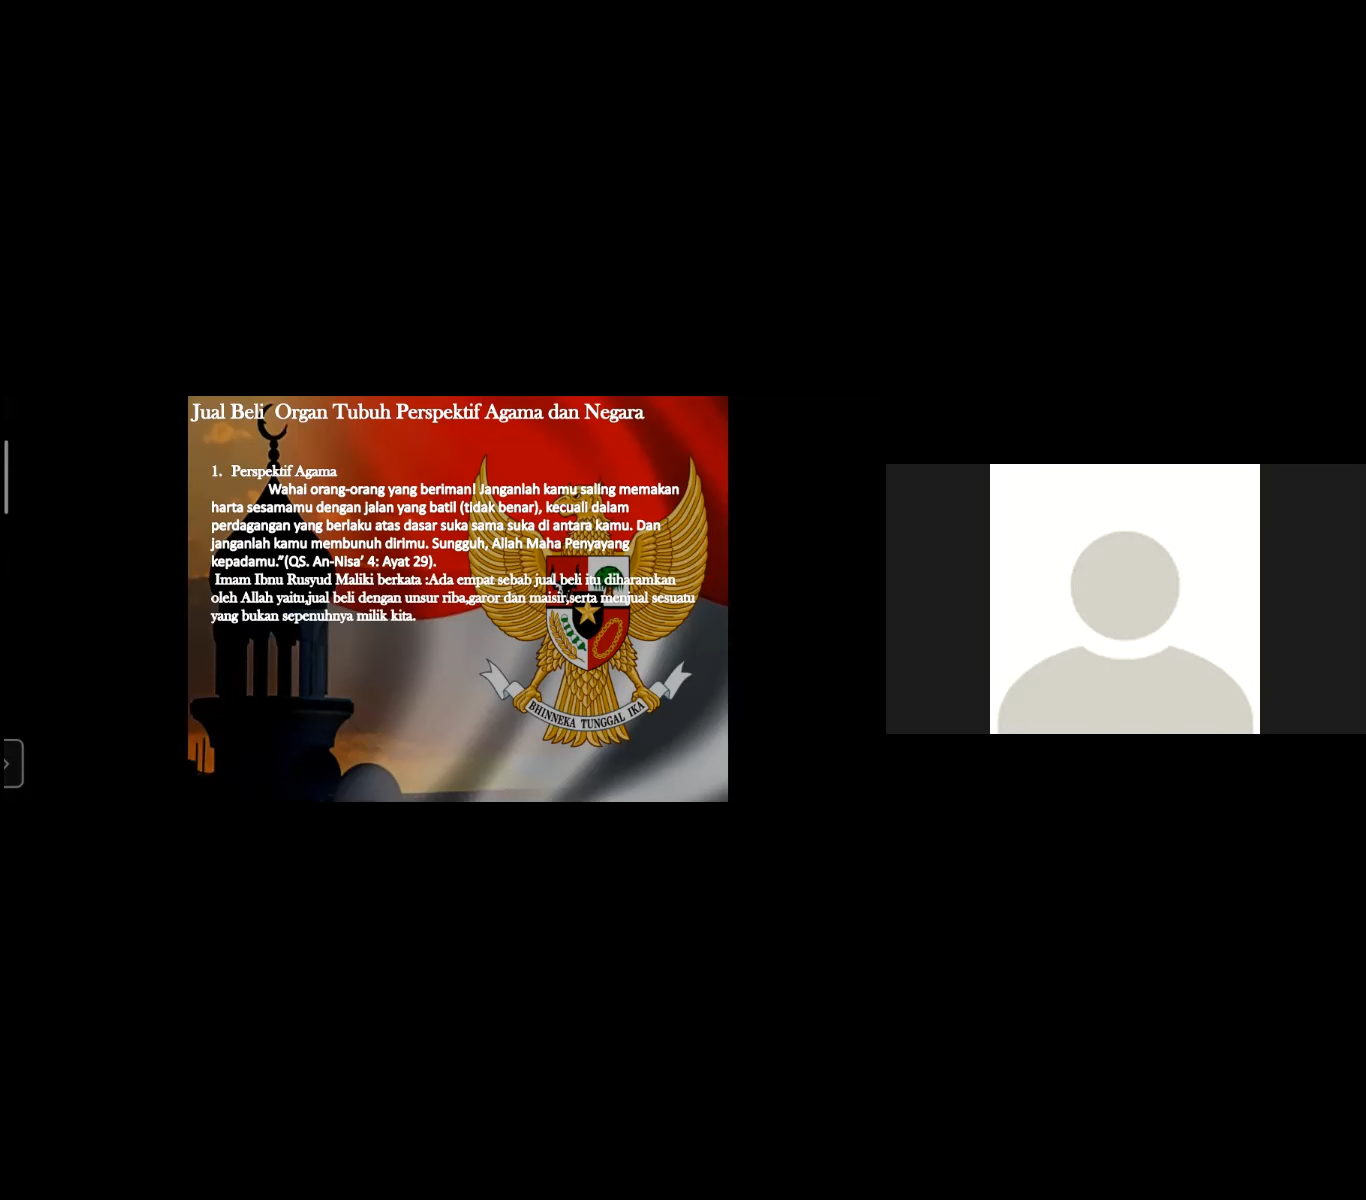 Jual Beli Organ Tubuh Perspektif Agama dan Negara
1. Perspektif Agama
Wahai orang-orang yang beriman! Janganlah kamu saling memakan
harta sesamamu dengan jalan yang batil (tidak benar), kecuali dalam
perdagangan yang berlaku atas dasar suka sama suka di antara kamu. Dan
janganlah kamu membunuh dirimu. Sungguh, Allah Maha Penyayang
kepadamu."(QS. An-Nisa' 4: Ayat 29).
Imam Ibnu Rusyud Maliki berkata :Ada empat sebab jual beli itu diharamkan
oleh Allah yaitu,jual beli dengan unsur riba,garor dan maisir,serta menjual sesuatu
yang bukan sepenuhnya milik kita.
BHINNEKA TUNGGAL IKA